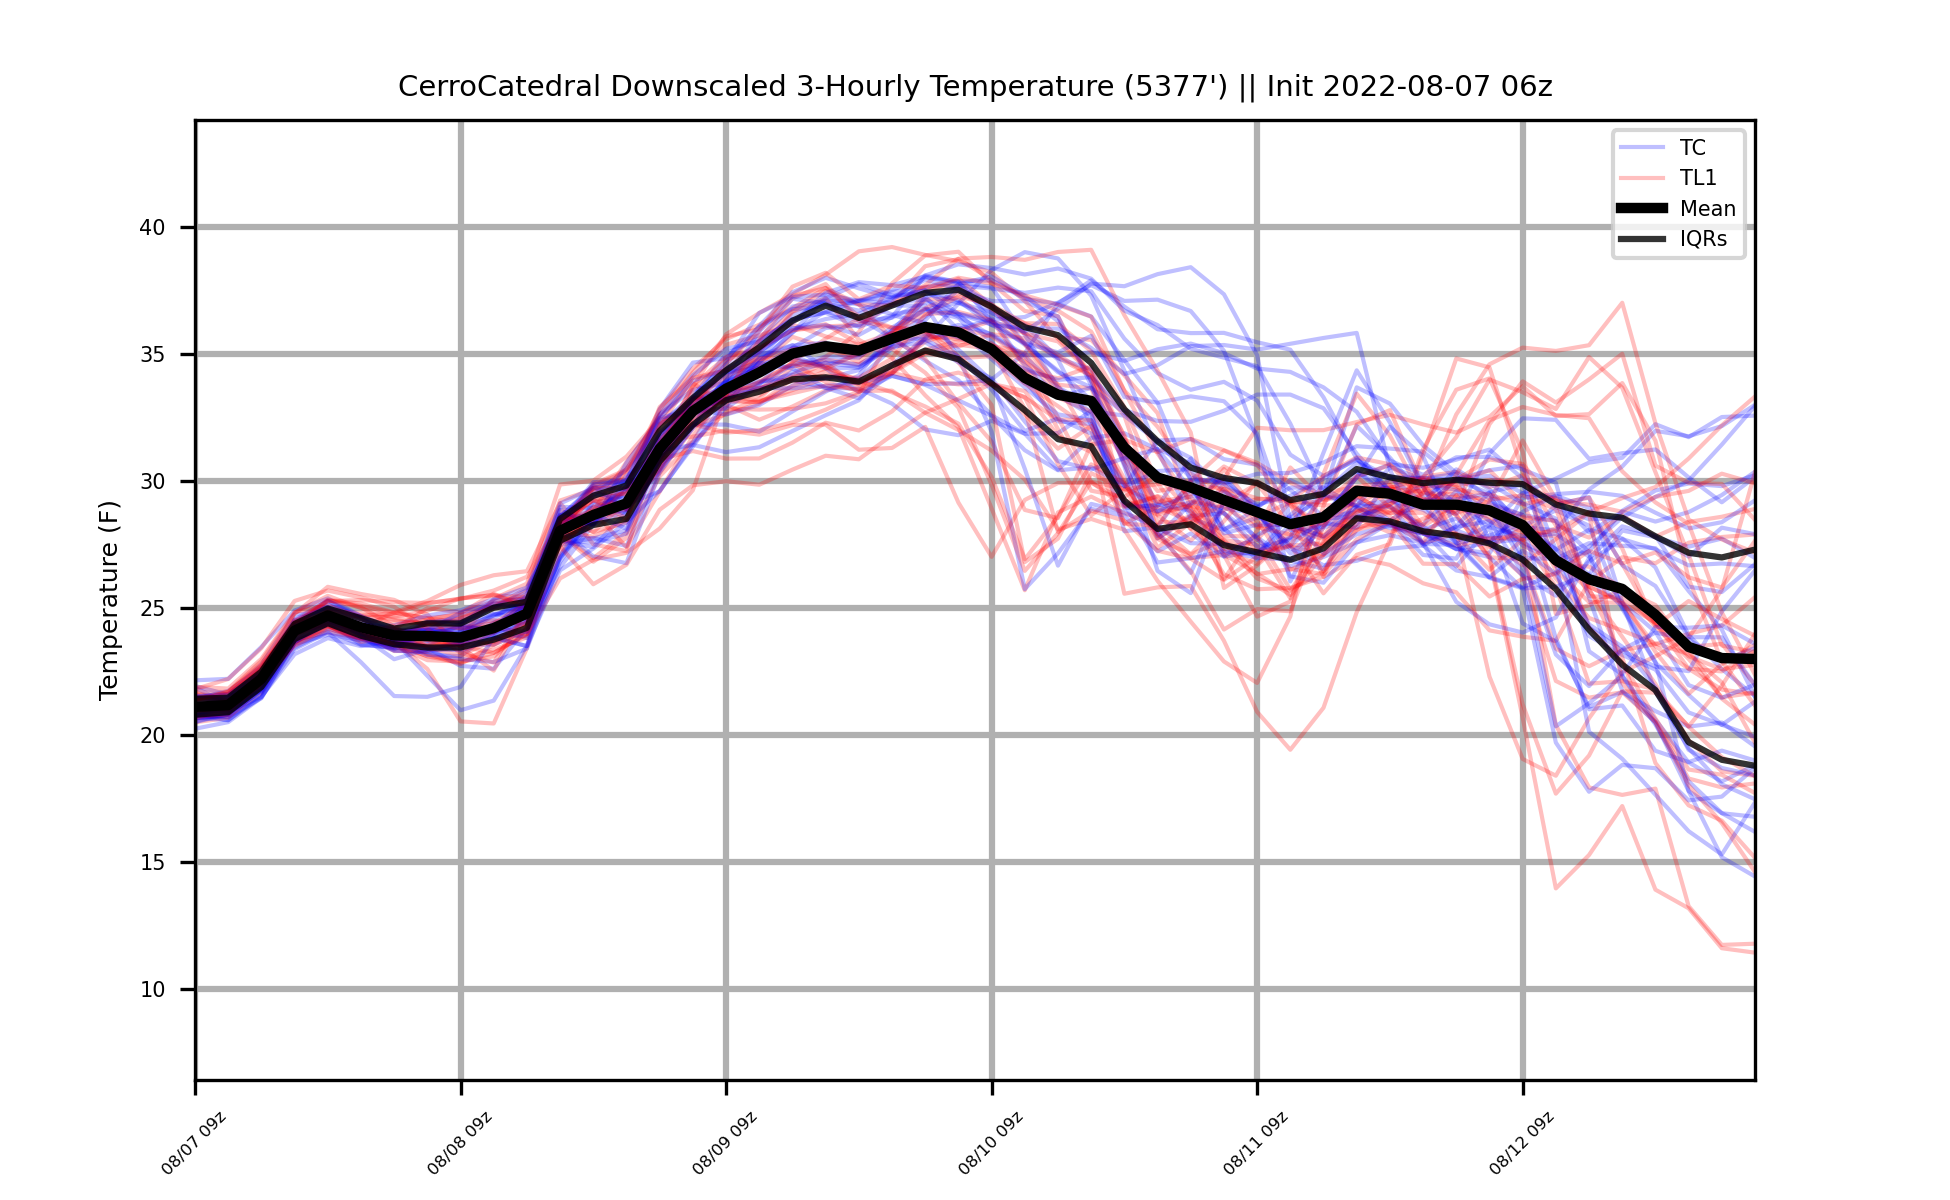 CerroCatedral Downscaled 3-Hourly Temperature (5377') || Init 2022-08-07 06z
TC
TL1
Mean
IQRs
Temperature (F)
40
35
30
25
20
15
10
08/07 09z
08/08 09z
08/09 09z
08/10 09z
08/11 09z
08/12 09z